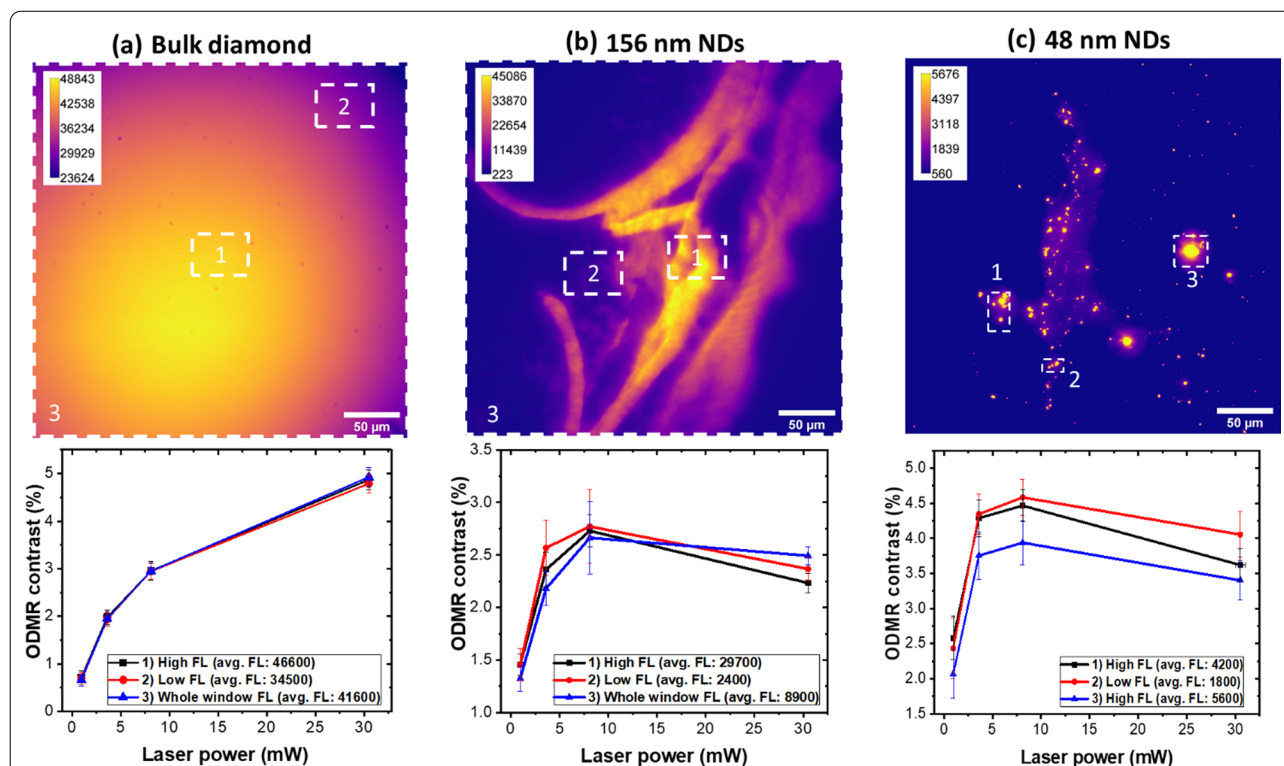 (a) Bulk diamond
48843
42538
36234
29929
23624
2
1
3
50 µm
ODMR contrast (%)
5
4
3
2
1
0
1) High FL (avg. FL: 46600)
2) Low FL (avg. FL: 34500)
3) Whole window FL (avg. FL: 41600)
0 5 10 15 20 25 30
Laser power (mW)
(b) 156 nm NDs
45086
33870
22654
11439
223
1
2
3
50 µm
ODMR contrast (%)
3.5
3.0
2.5
2.0
1.5
1.0
0.5
1) High FL (avg. FL: 29700)
2) Low FL (avg. FL: 2400)
3) Whole window FL (avg. FL: 8900)
0 5 10 15 20 25 30
Laser power (mW)
(c) 48 nm NDs
5676
4397
3118
1839
560
3
1
2
50 µm
ODMR contrast (%)
5.0
4.5
4.0
3.5
3.0
2.5
2.0
1.5
1) High FL (avg. FL: 4200)
2) Low FL (avg. FL: 1800)
3) High FL (avg. FL: 5600)
0 5 10 15 20 25 30
Laser power (mW)